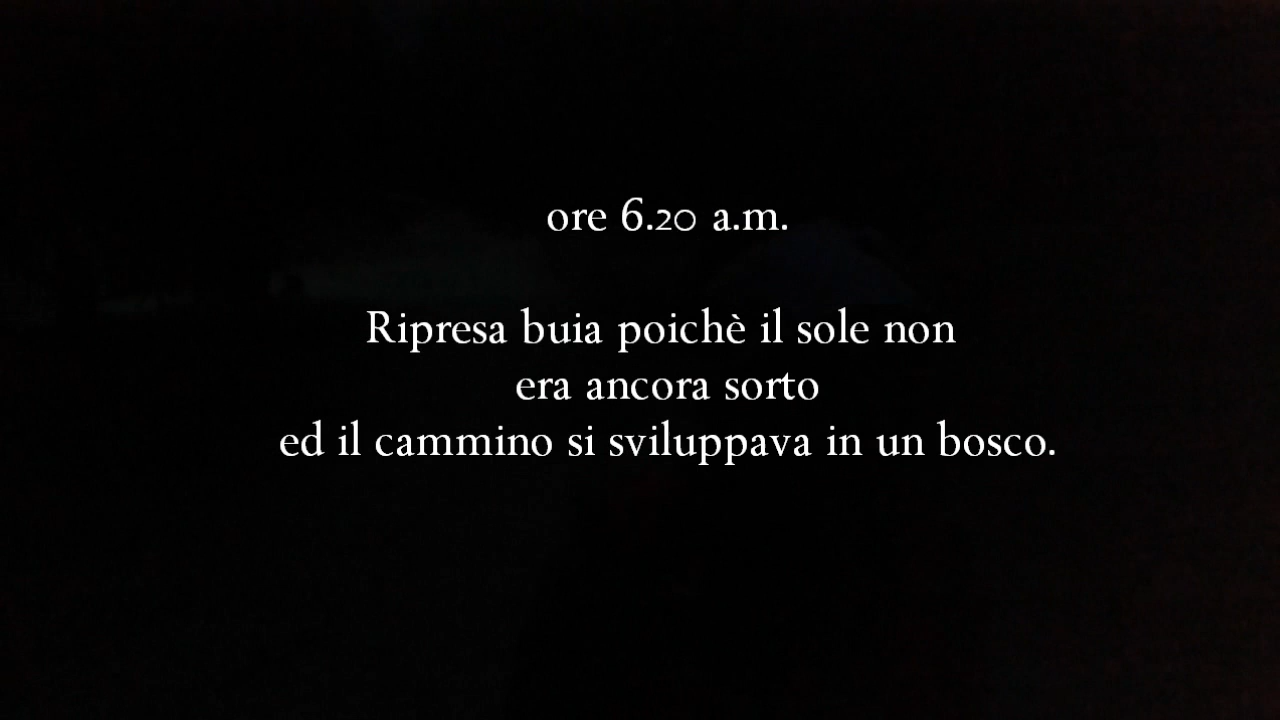 ore 6.20 a.m.
Ripresa buia poichè il sole non
era ancora sorto
ed il cammino si sviluppava in un bosco.